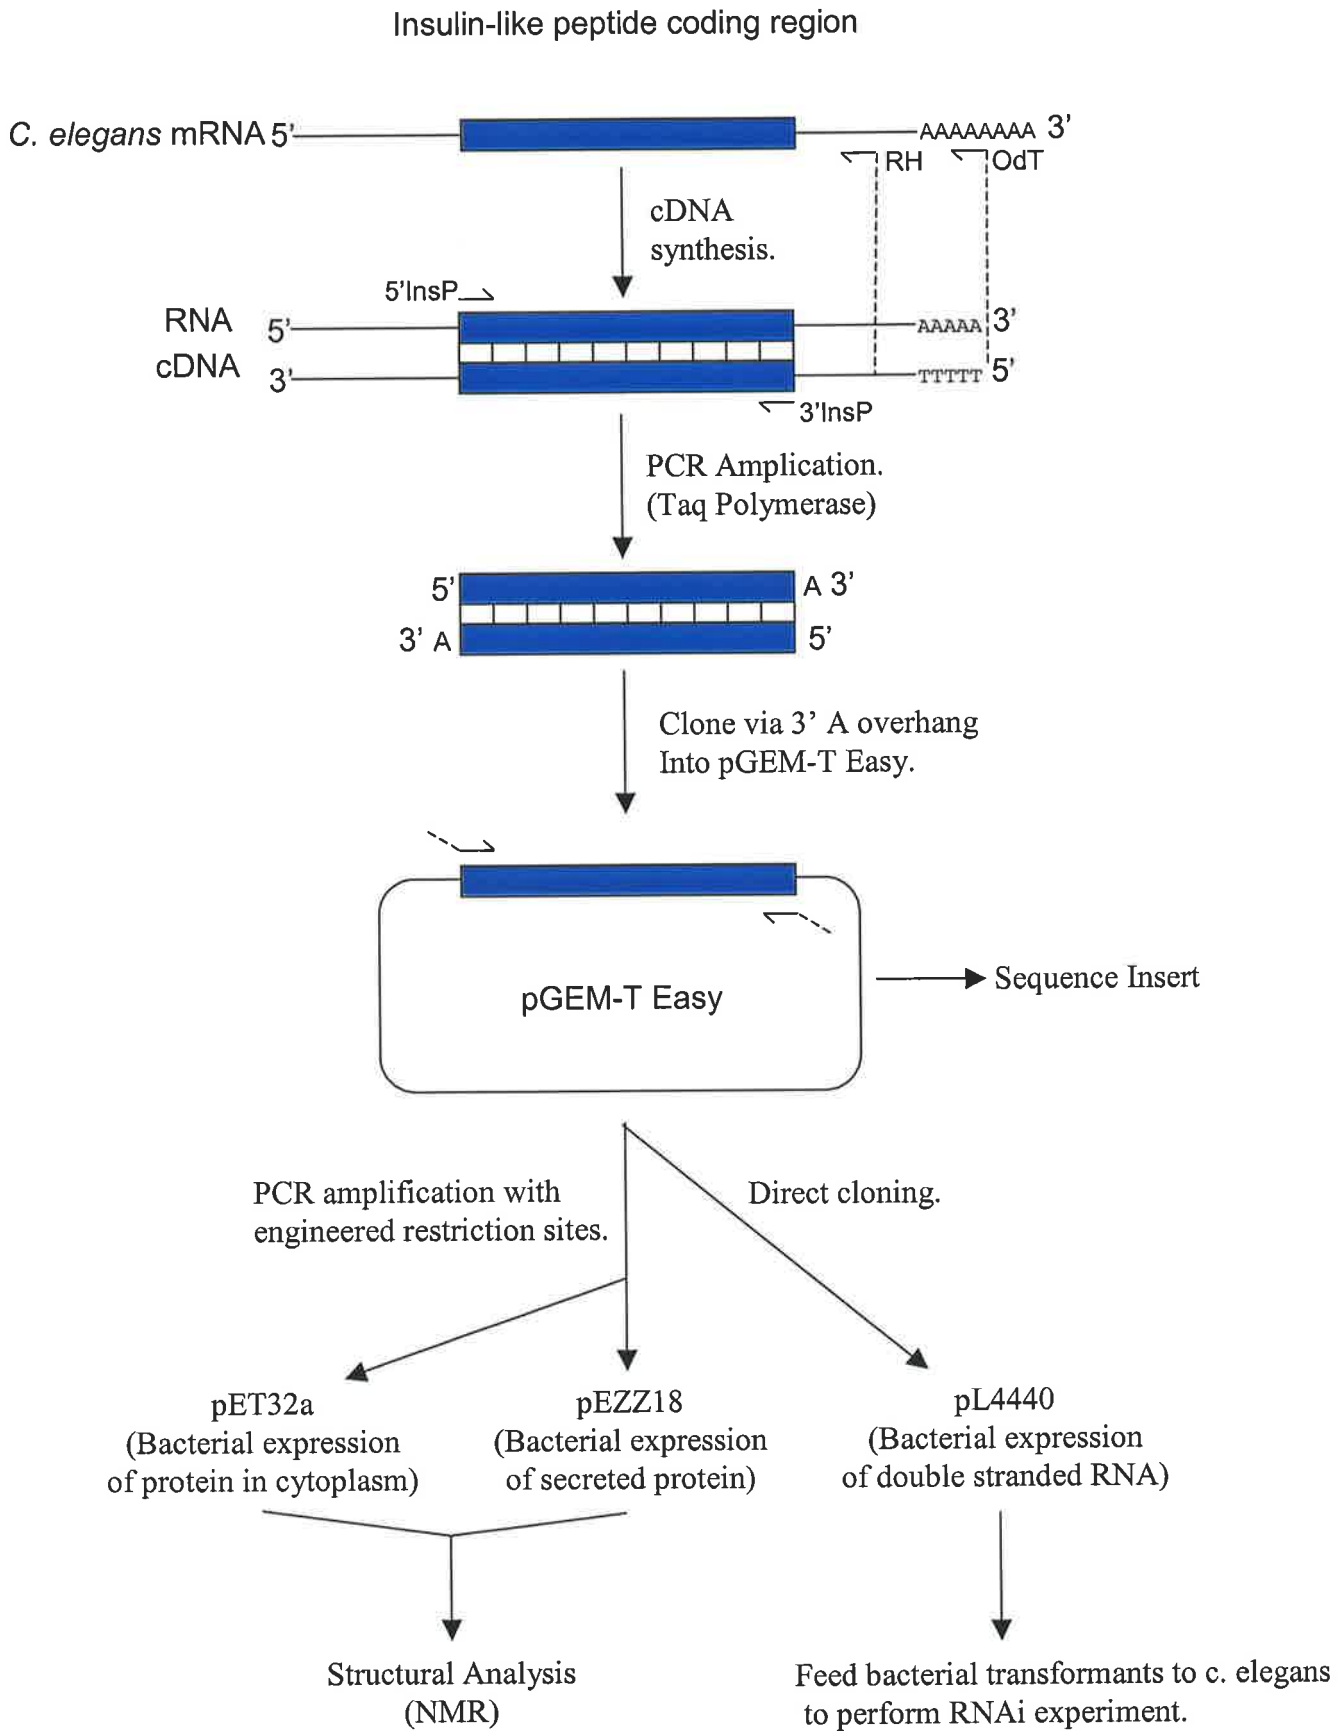 Insulin-like peptide coding region
C. elegans mRNA 5’ AAAAAAAA 3’
RH OdT
cDNA
synthesis.
5’InsP
RNA 5’ AAAAA 3’
cDNA 3’ TTTTT 5’
3’InsP
PCR Amplication.
(Taq Polymerase)
5’ A 3’
3’ A 5’
Clone via 3’ A overhang
Into pGEM-T Easy.
pGEM-T Easy
Sequence Insert
PCR amplification with
engineered restriction sites.
Direct cloning.
pET32a
(Bacterial expression
of protein in cytoplasm)
pEZZ18
(Bacterial expression
of secreted protein)
pL4440
(Bacterial expression
of double stranded RNA)
Structural Analysis
(NMR)
Feed bacterial transformants to c. elegans
to perform RNAi experiment.